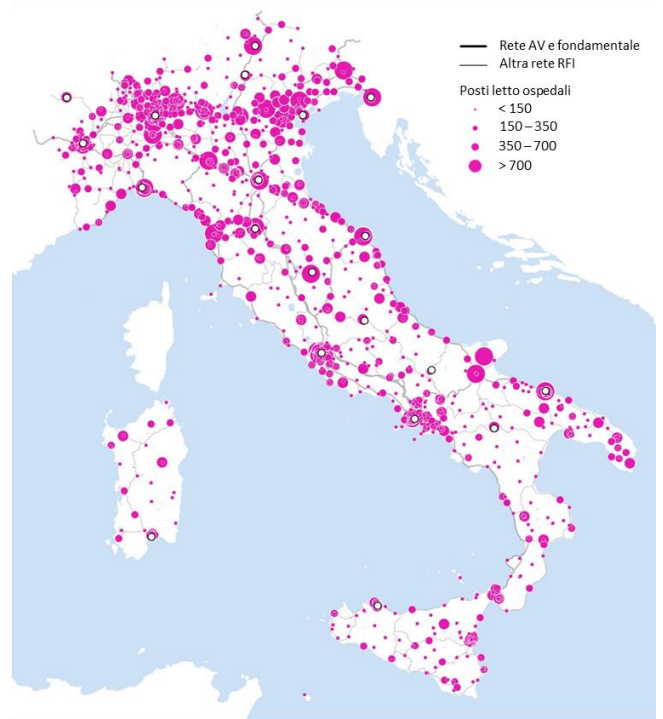 Rete AV e fondamentale
Altra rete RFI
Posti letto ospedali
< 150
150 – 350
350 – 700
> 700